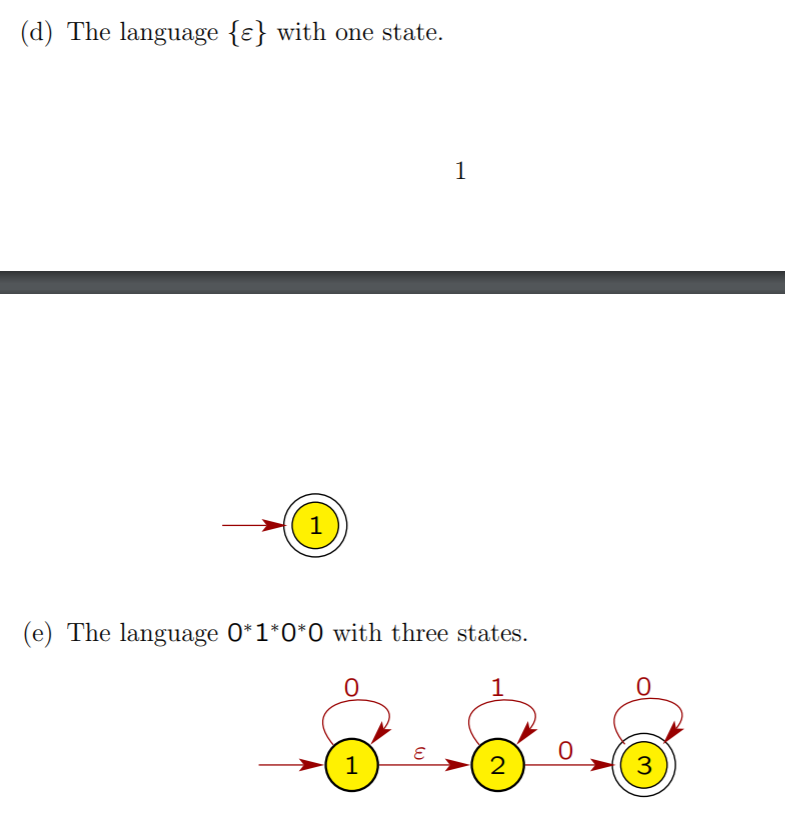 (d) The language {ε} with one state.
1
1
(e) The language 0*1*0*0 with three states.
0 1 0
1 ε 2 0 3